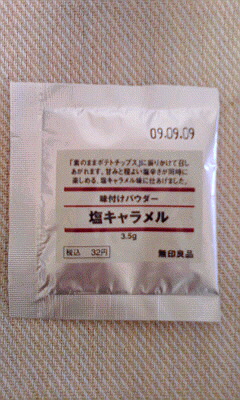 09.09.09
「素のままポテトチップス」に振りかけて召し
あがれます。甘みと程よい塩辛さが同時に
楽しめる、塩キャラメル味に仕あげました。
味付けパウダー
塩キャラメル
3.5g
税込 32円
無印良品